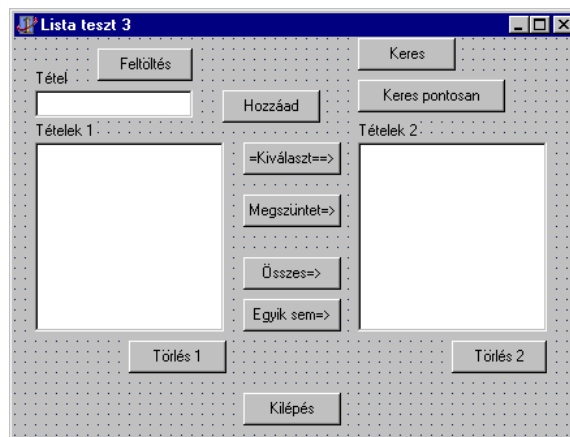 Lista teszt 3
Feltöltés
Keres
Tétel
Hozzáad
Keres pontosan
Tételek 1
Tételek 2
=Kiválaszt==>
Megszüntet=>
Összes=>
Egyik sem=>
Törlés 1
Törlés 2
Kilépés